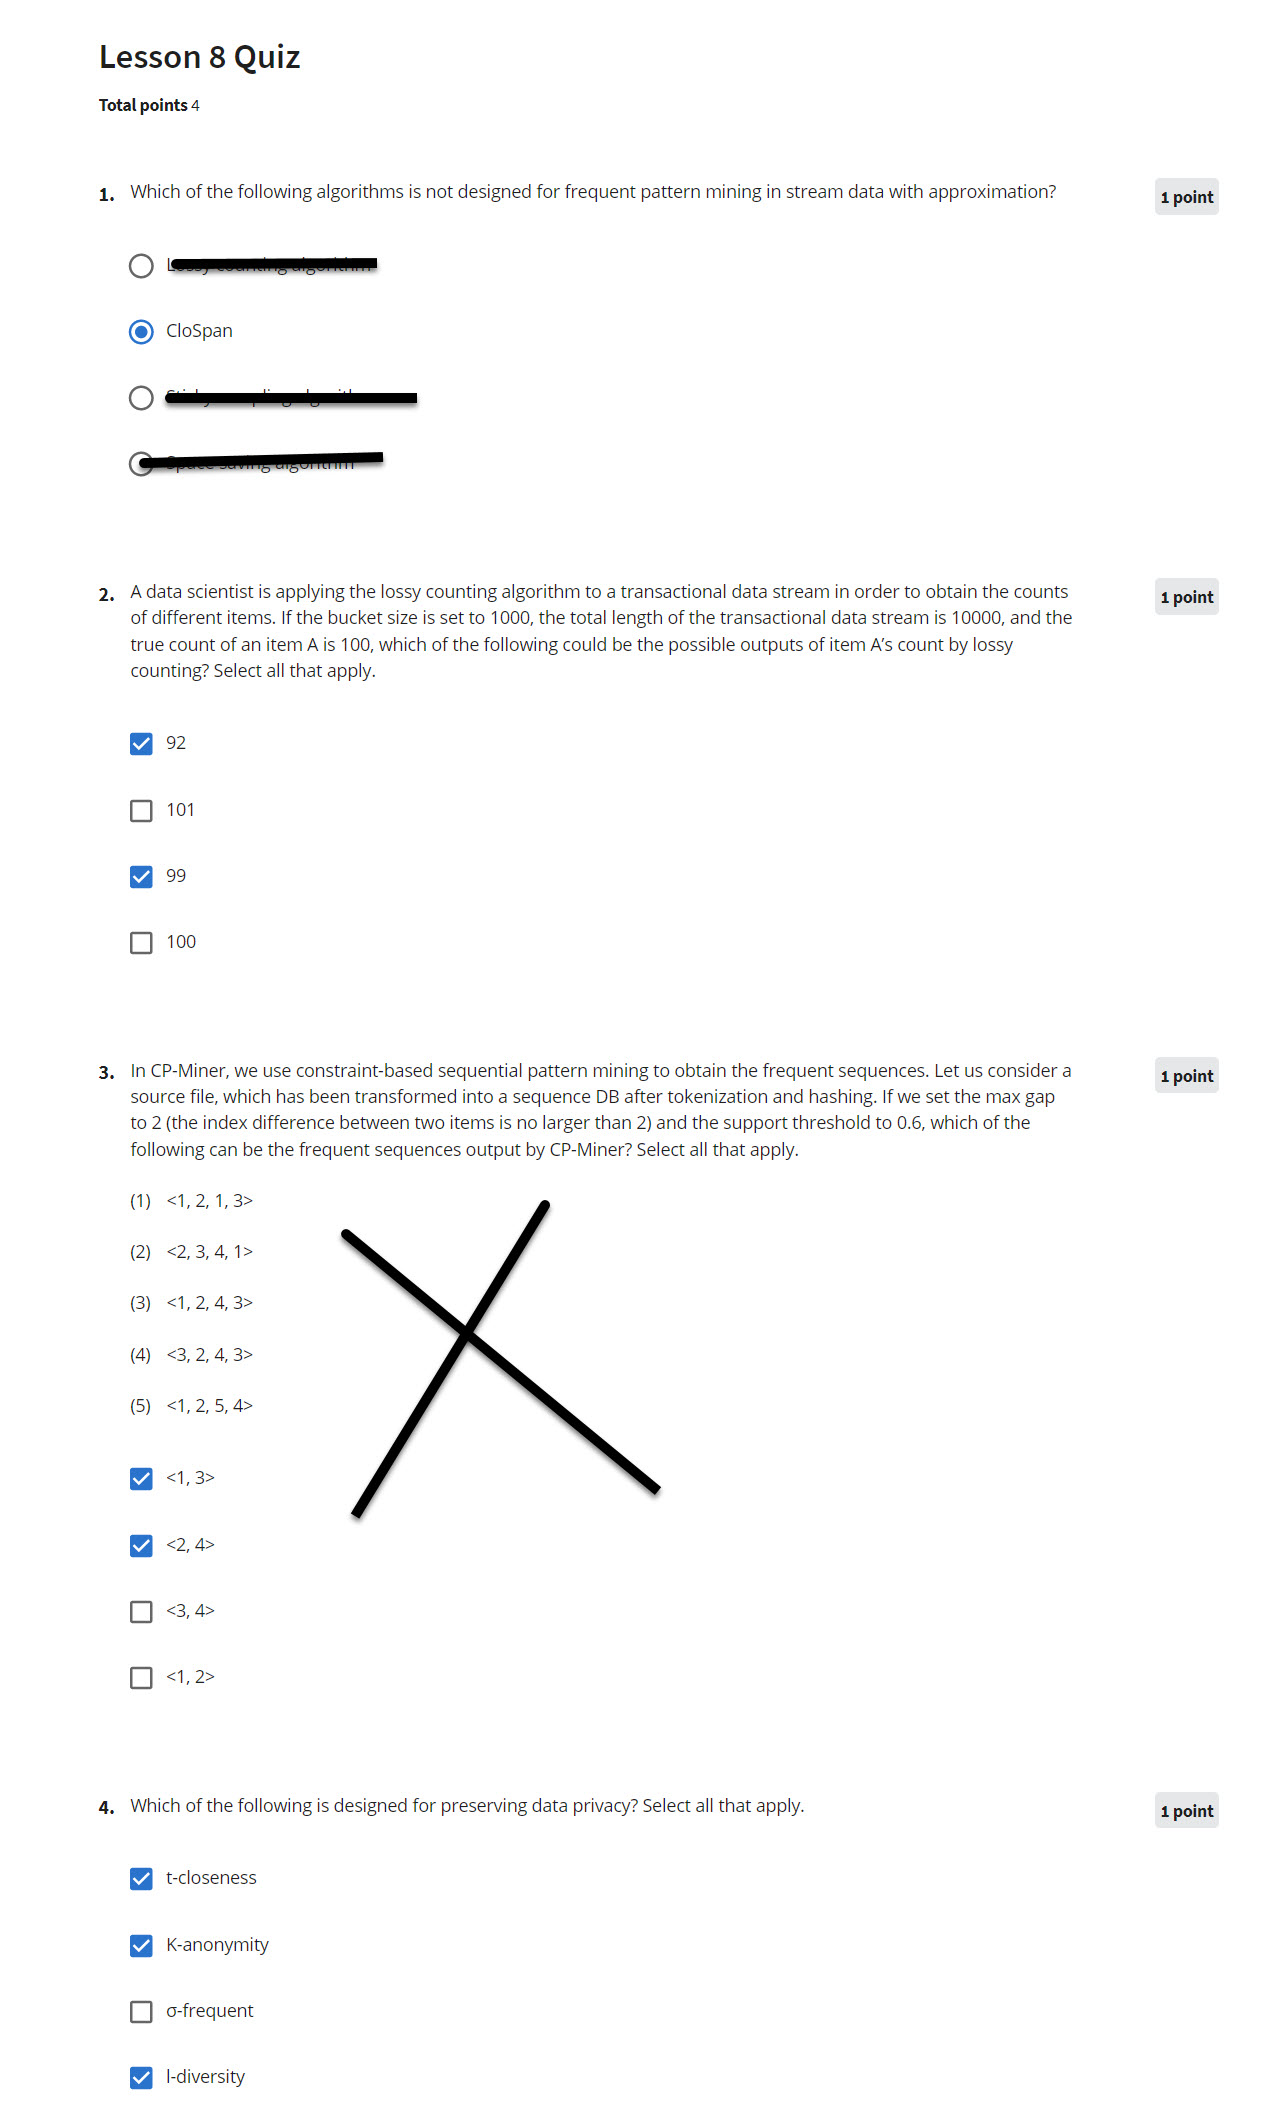 Lesson 8 Quiz
Total points 4
1. Which of the following algorithms is not designed for frequent pattern mining in stream data with approximation?
1 point
CloSpan
2. A data scientist is applying the lossy counting algorithm to a transactional data stream in order to obtain the counts
of different items. If the bucket size is set to 1000, the total length of the transactional data stream is 10000, and the
true count of an item A is 100, which of the following could be the possible outputs of item A’s count by lossy
counting? Select all that apply.
1 point
92
101
99
100
3. In CP-Miner, we use constraint-based sequential pattern mining to obtain the frequent sequences. Let us consider a
source file, which has been transformed into a sequence DB after tokenization and hashing. If we set the max gap
to 2 (the index difference between two items is no larger than 2) and the support threshold to 0.6, which of the
following can be the frequent sequences output by CP-Miner? Select all that apply.
1 point
(1) <1, 2, 1, 3>
(2) <2, 3, 4, 1>
(3) <1, 2, 4, 3>
(4) <3, 2, 4, 3>
(5) <1, 2, 5, 4>
<1, 3>
<2, 4>
<3, 4>
<1, 2>
4. Which of the following is designed for preserving data privacy? Select all that apply.
1 point
t-closeness
K-anonymity
σ-frequent
l-diversity